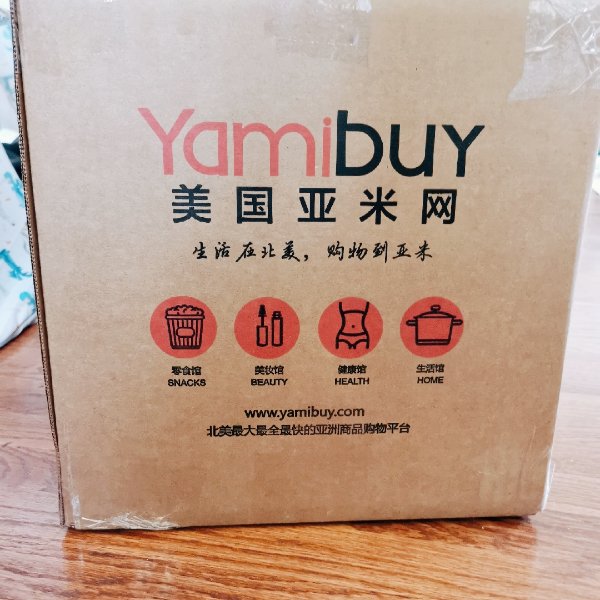 Yamibuy
美国亚米网
生活在北美，购物到亚米
零食馆 美妆馆 健康馆 生活馆
SNACKS BEAUTY HEALTH HOME
www.yamibuy.com
北美最大最全最快的亚洲商品购物平台